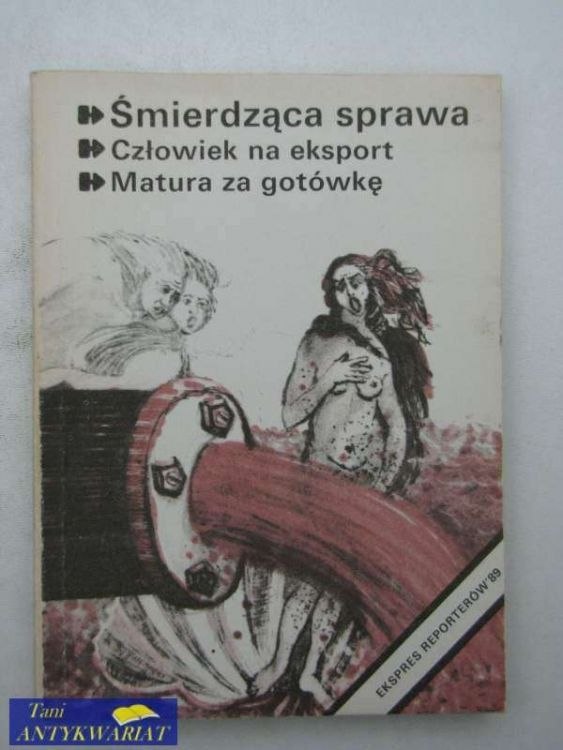 Śmierdząca sprawa
Człowiek na eksport
Matura za gotówkę
EKSPRES REPORTERÓW'89
Tani
ANTYKWARIAT